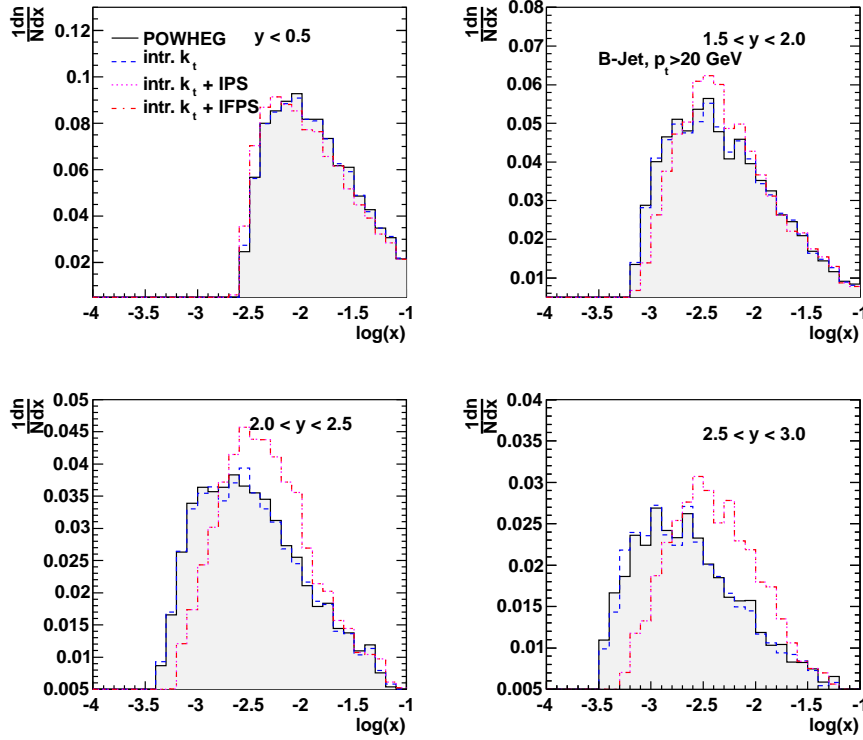 1dn
Ndx
POWHEG
intr. k_t
intr. k_t + IPS
intr. k_t + IFPS
y < 0.5
0.12
0.1
0.08
0.06
0.04
0.02
-4 -3.5 -3 -2.5 -2 -1.5 -1
log(x)
1dn
Ndx
1.5 < y < 2.0
B-Jet, p_t>20 GeV
0.08
0.07
0.06
0.05
0.04
0.03
0.02
0.01
-4 -3.5 -3 -2.5 -2 -1.5 -1
log(x)
1dn
Ndx
2.0 < y < 2.5
0.05
0.045
0.04
0.035
0.03
0.025
0.02
0.015
0.01
0.005
-4 -3.5 -3 -2.5 -2 -1.5 -1
log(x)
1dn
Ndx
2.5 < y < 3.0
0.04
0.035
0.03
0.025
0.02
0.015
0.01
0.005
-4 -3.5 -3 -2.5 -2 -1.5 -1
log(x)